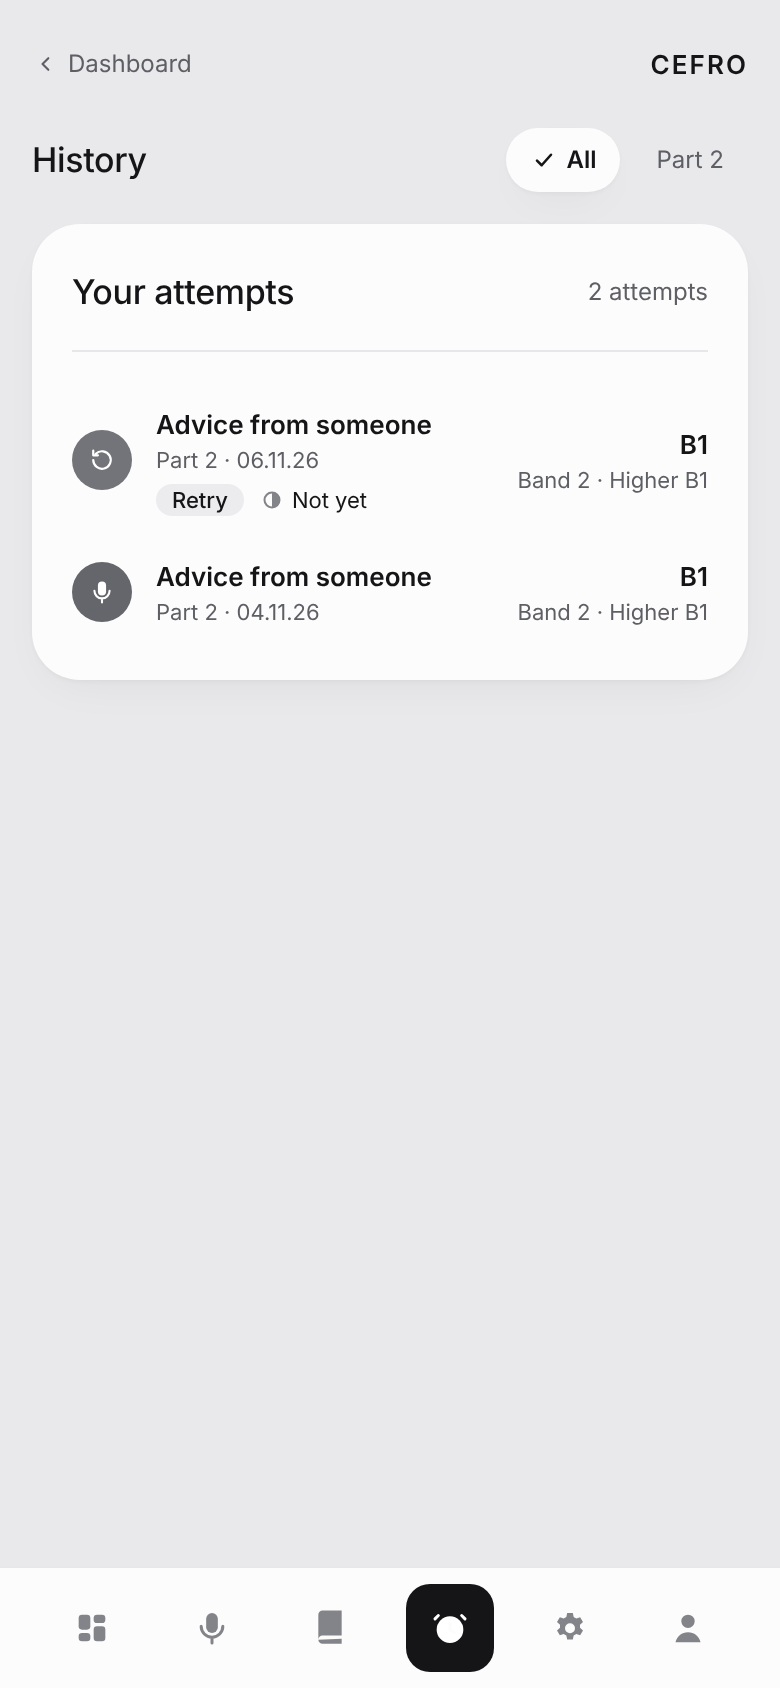 Dashboard
CEFRO
History
All
Part 2
Your attempts
2 attempts
Advice from someone
Part 2 · 06.11.26
Retry
Not yet
B1
Band 2 · Higher B1
Advice from someone
Part 2 · 04.11.26
B1
Band 2 · Higher B1